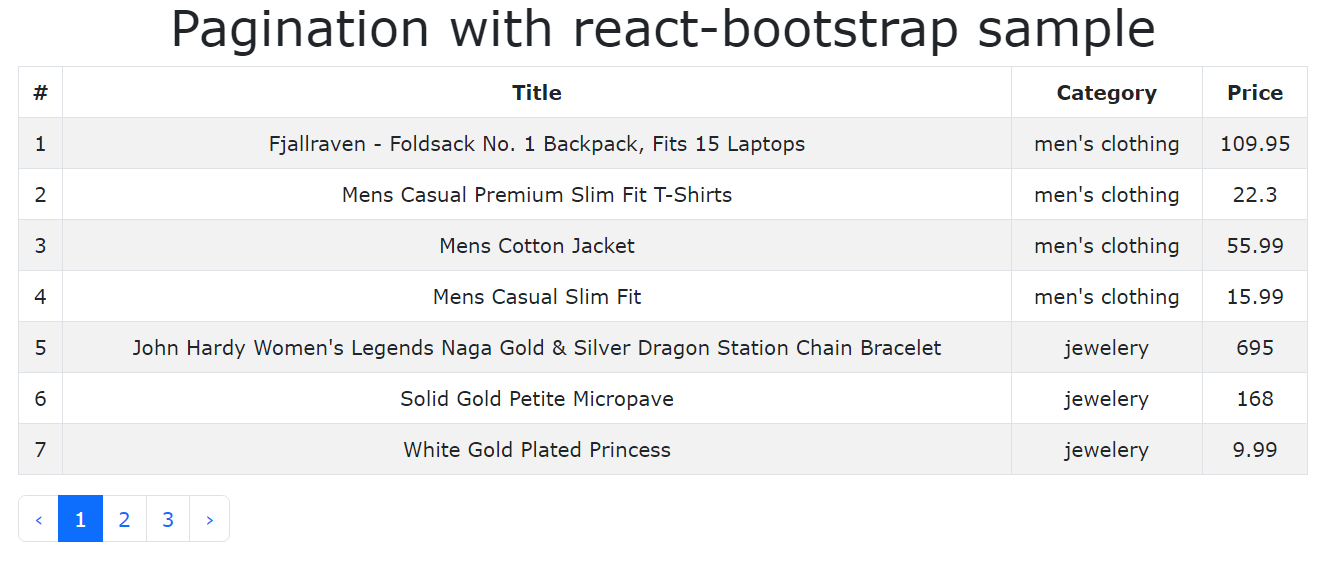 Pagination with react-bootstrap sample
# Title Category Price
1 Fjallraven - Foldsack No. 1 Backpack, Fits 15 Laptops men's clothing 109.95
2 Mens Casual Premium Slim Fit T-Shirts men's clothing 22.3
3 Mens Cotton Jacket men's clothing 55.99
4 Mens Casual Slim Fit men's clothing 15.99
5 John Hardy Women's Legends Naga Gold & Silver Dragon Station Chain Bracelet jewelery 695
6 Solid Gold Petite Micropave jewelery 168
7 White Gold Plated Princess jewelery 9.99
‹ 1 2 3 ›